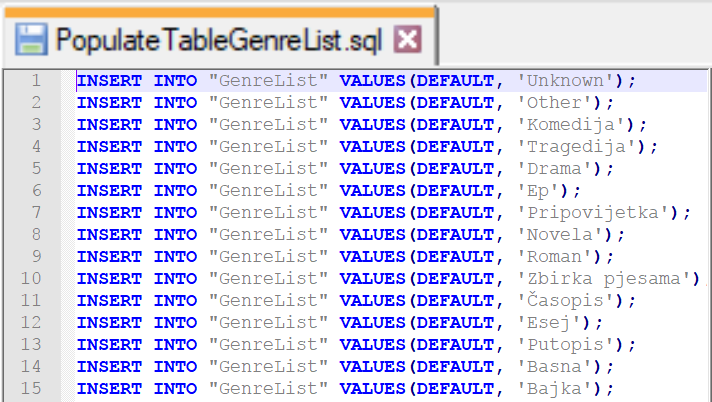 PopulateTableGenreList.sql
1 INSERT INTO "GenreList" VALUES(DEFAULT, 'Unknown');
2 INSERT INTO "GenreList" VALUES(DEFAULT, 'Other');
3 INSERT INTO "GenreList" VALUES(DEFAULT, 'Komedija');
4 INSERT INTO "GenreList" VALUES(DEFAULT, 'Tragedija');
5 INSERT INTO "GenreList" VALUES(DEFAULT, 'Drama');
6 INSERT INTO "GenreList" VALUES(DEFAULT, 'Ep');
7 INSERT INTO "GenreList" VALUES(DEFAULT, 'Pripovijetka');
8 INSERT INTO "GenreList" VALUES(DEFAULT, 'Novela');
9 INSERT INTO "GenreList" VALUES(DEFAULT, 'Roman');
10 INSERT INTO "GenreList" VALUES(DEFAULT, 'Zbirka pjesama')
11 INSERT INTO "GenreList" VALUES(DEFAULT, 'Časopis');
12 INSERT INTO "GenreList" VALUES(DEFAULT, 'Esej');
13 INSERT INTO "GenreList" VALUES(DEFAULT, 'Putopis');
14 INSERT INTO "GenreList" VALUES(DEFAULT, 'Basna');
15 INSERT INTO "GenreList" VALUES(DEFAULT, 'Bajka');